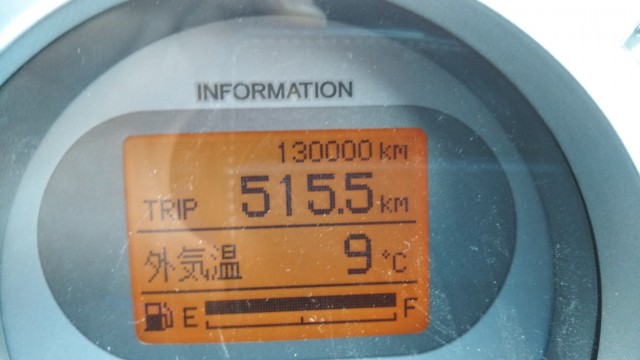 INFORMATION
130000 KM
TRIP 515.5 KM
外気温 9 °C
E F